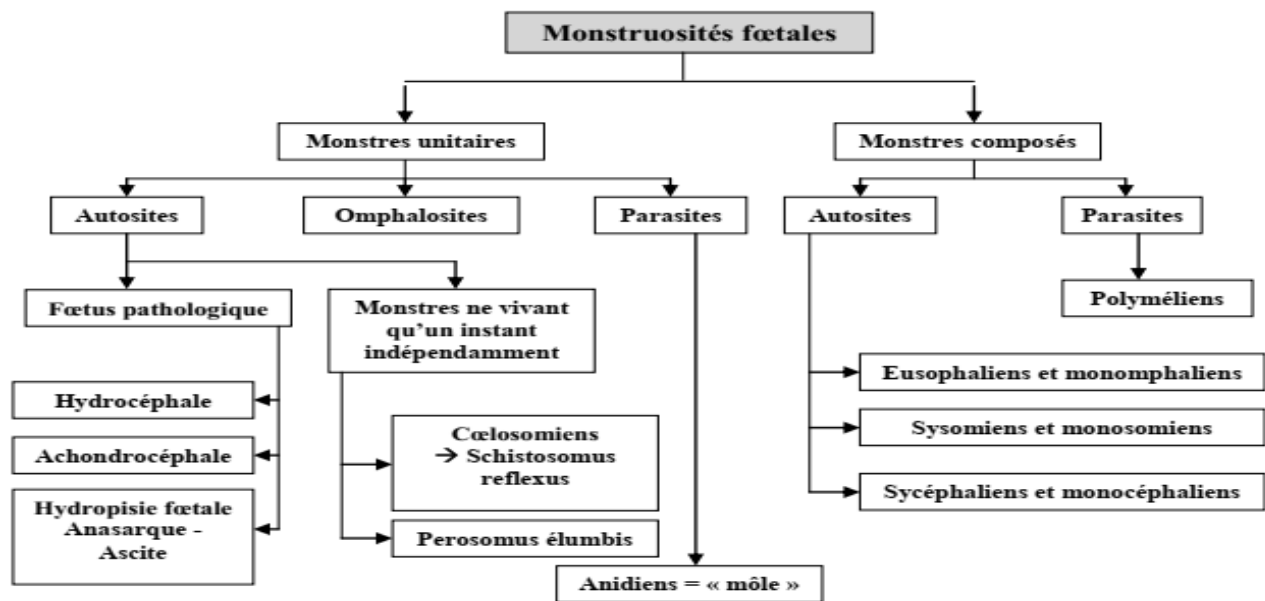 Monstruosités fœtales
Monstres unitaires
Monstres composés
Autosites
Omphalosites
Parasites
Autosites
Parasites
Fœtus pathologique
Monstres ne vivant
qu'un instant
indépendamment
Polyméliens
Hydrocéphale
Achondrocéphale
Hydropisie fœtale
Anasarque -
Ascite
Cœlosomiens
→ Schistosomus
reflexus
Perosomus élumbis
Anidiens = « môle »
Eusophaliens et monomphaliens
Sysomiens et monosomiens
Sycéphaliens et monocéphaliens